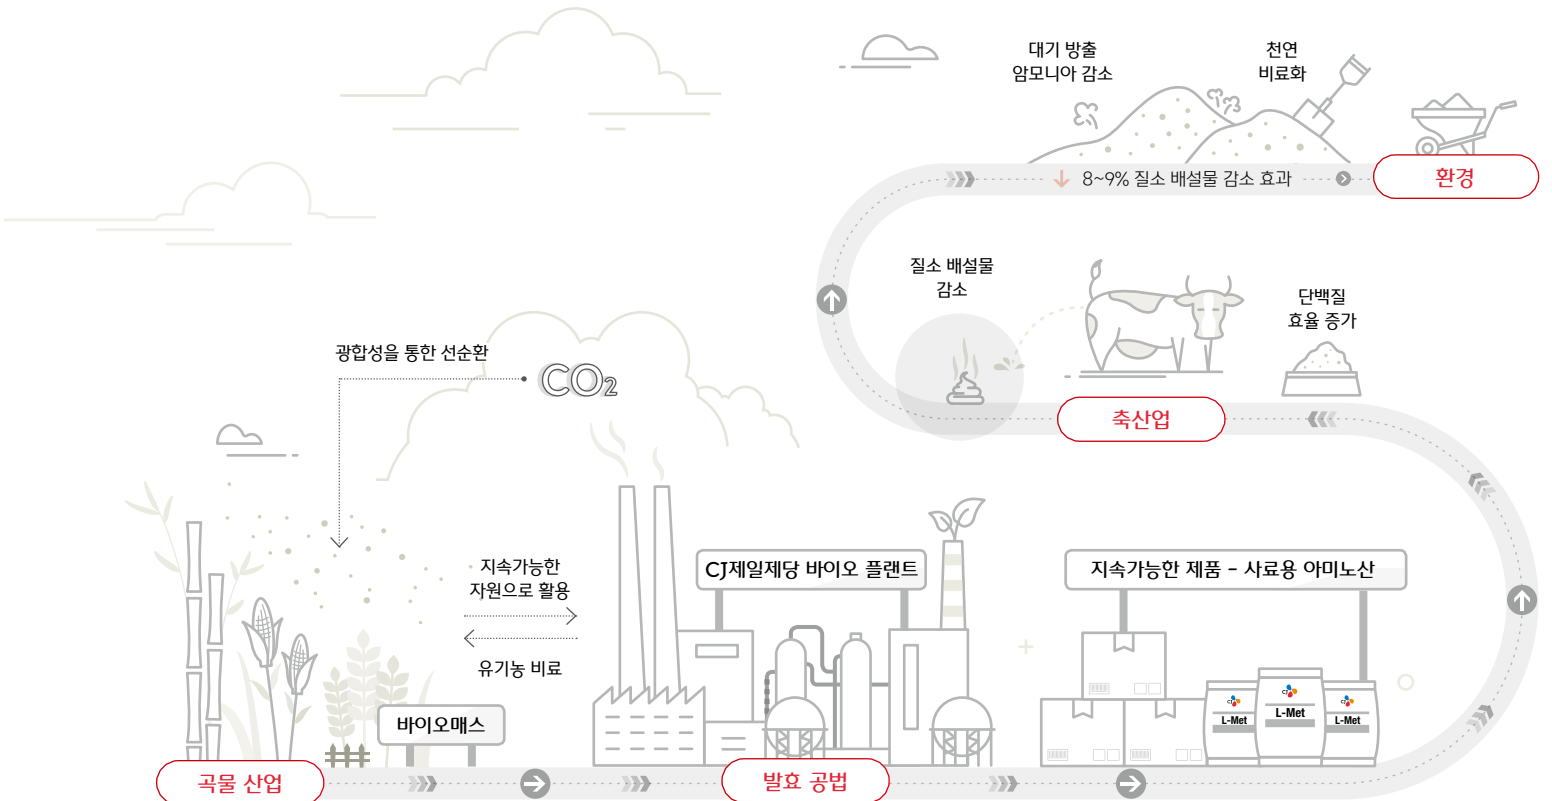 대기 방출
암모니아 감소
천연
비료화
8~9% 질소 배설물 감소 효과
환경
질소 배설물
감소
단백질
효율 증가
축산업
광합성을 통한 선순환
CO2
지속가능한
자원으로 활용
유기농 비료
CJ제일제당 바이오 플랜트
지속가능한 제품 - 사료용 아미노산
바이오매스
CJ
L-Met
CJ
L-Met
CJ
L-Met
곡물 산업
발효 공법